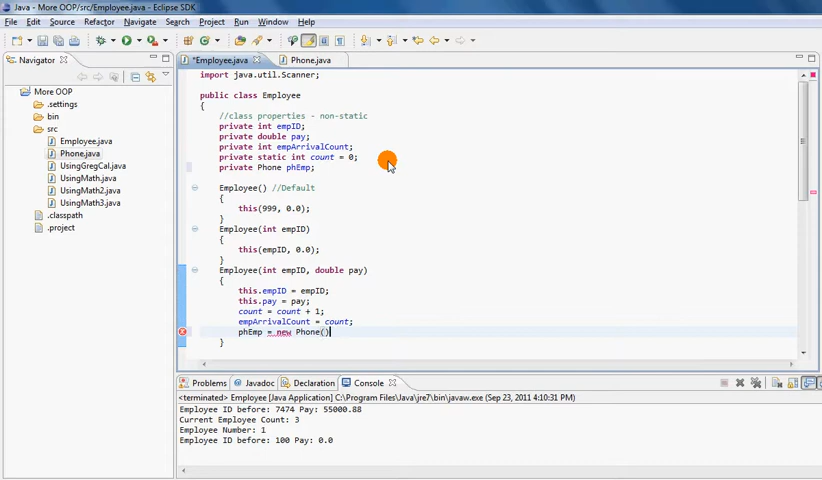 Java - More OOP/src/Employee.java - Eclipse SDK
File Edit Source Refactor Navigate Search Project Run Window Help
Navigator
*Employee.java
Phone.java
More OOP
.settings
bin
src
Employee.java
Phone.java
UsingGregCal.java
UsingMath.java
UsingMath2.java
UsingMath3.java
.classpath
.project
import java.util.Scanner;
public class Employee
{
//class properties - non-static
private int empID;
private double pay;
private int empArrivalCount;
private static int count = 0;
private Phone phEmp;
Employee() //Default
{
this(999, 0.0);
}
Employee(int empID)
{
this(empID, 0.0);
}
Employee(int empID, double pay)
{
this.empID = empID;
this.pay = pay;
count = count + 1;
empArrivalCount = count;
phEmp = new Phone()
}
Problems Javadoc Declaration Console
<terminated> Employee [Java Application] C:\Program Files\Java\jre7\bin\javaw.exe (Sep 23, 2011 4:10:31 PM)
Employee ID before: 7474 Pay: 55000.88
Current Employee Count: 3
Employee Number: 1
Employee ID before: 100 Pay: 0.0